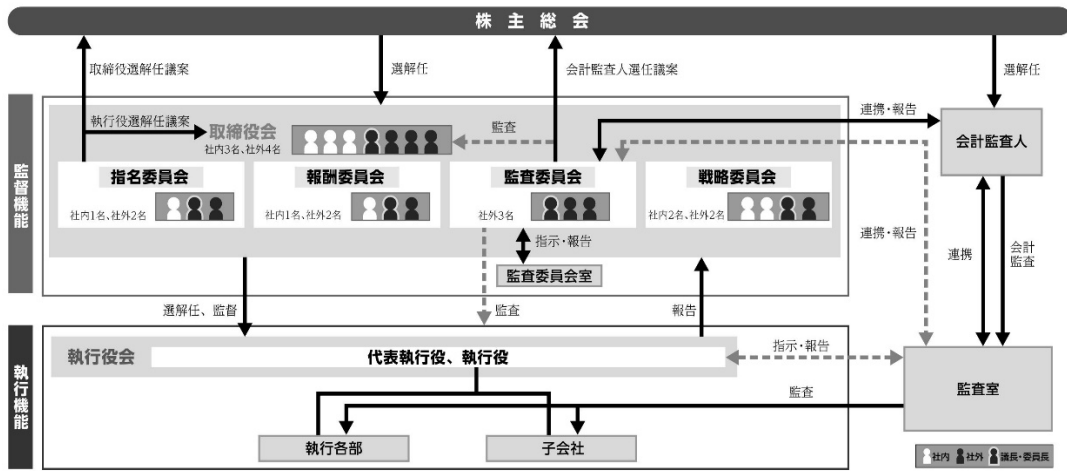 株主総会
取締役選解任議案
選解任
会計監査人選任議案
選解任
監督機能
執行役選解任議案
取締役会
社内3名、社外4名
監査
連携・報告
会計監査人
指名委員会
社内1名、社外2名
報酬委員会
社内1名、社外2名
監査委員会
社外3名
戦略委員会
社内2名、社外2名
指示・報告
監査委員会室
連携・報告
連携
会計
監査
選解任、監督
監査
報告
執行機能
執行役会
代表執行役、執行役
指示・報告
監査室
監査
執行各部
子会社
社内
社外
議長・委員長